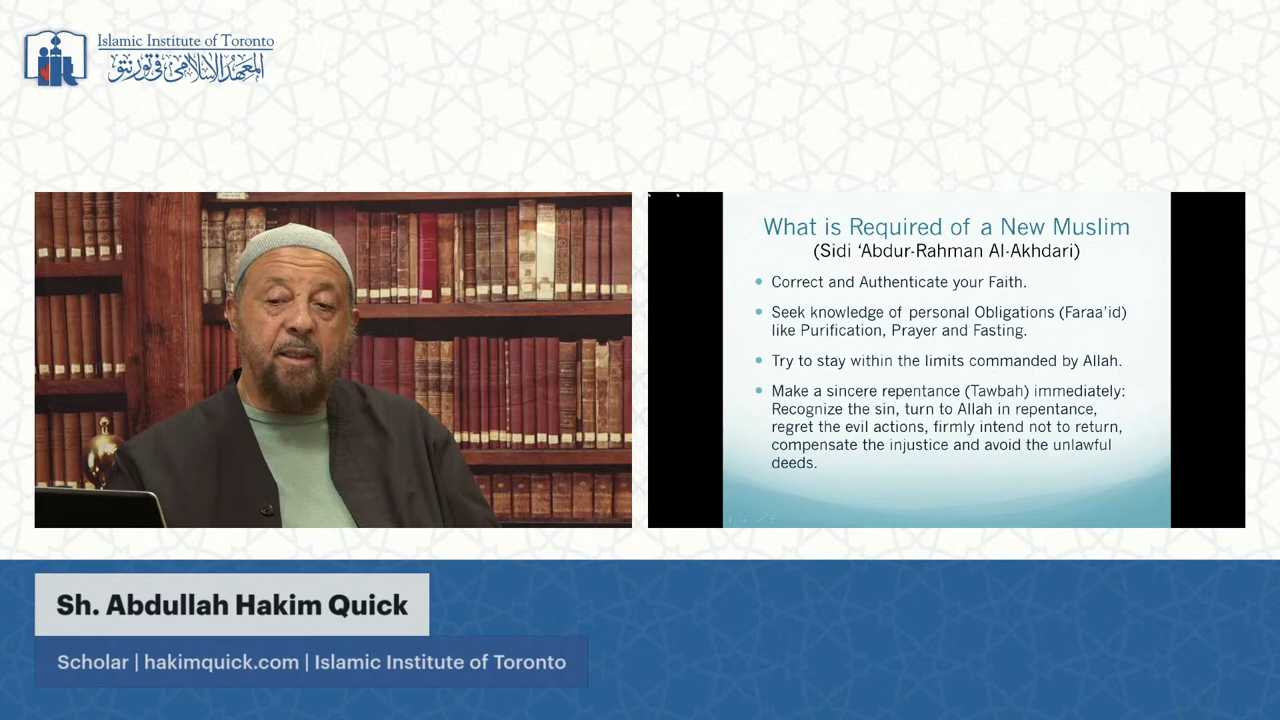 Islamic Institute of Toronto
المعهد الإسلامي في تورنتو
What is Required of a New Muslim
(Sidi ‘Abdur-Rahman Al-Akhdari)
• Correct and Authenticate your Faith.
• Seek knowledge of personal Obligations (Faraa’id)
like Purification, Prayer and Fasting.
• Try to stay within the limits commanded by Allah.
• Make a sincere repentance (Tawbah) immediately:
Recognize the sin, turn to Allah in repentance,
regret the evil actions, firmly intend not to return,
compensate the injustice and avoid the unlawful
deeds.
Sh. Abdullah Hakim Quick
Scholar | hakimquick.com | Islamic Institute of Toronto